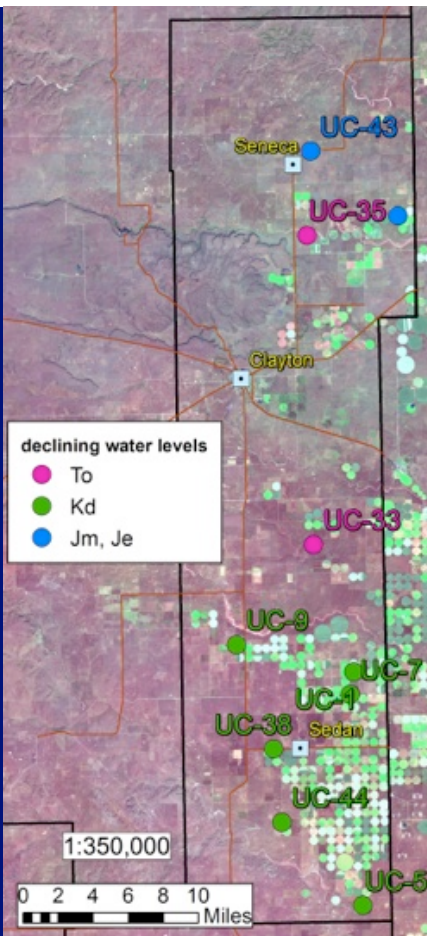 UC-43
Seneca
UC-35
Clayton
declining water levels
To
Kd
Jm, Je
UC-33
UC-9
UC-7
UC-1
UC-38
Sedan
UC-44
1:350,000
UC-5
0 2 4 6 8 10
Miles